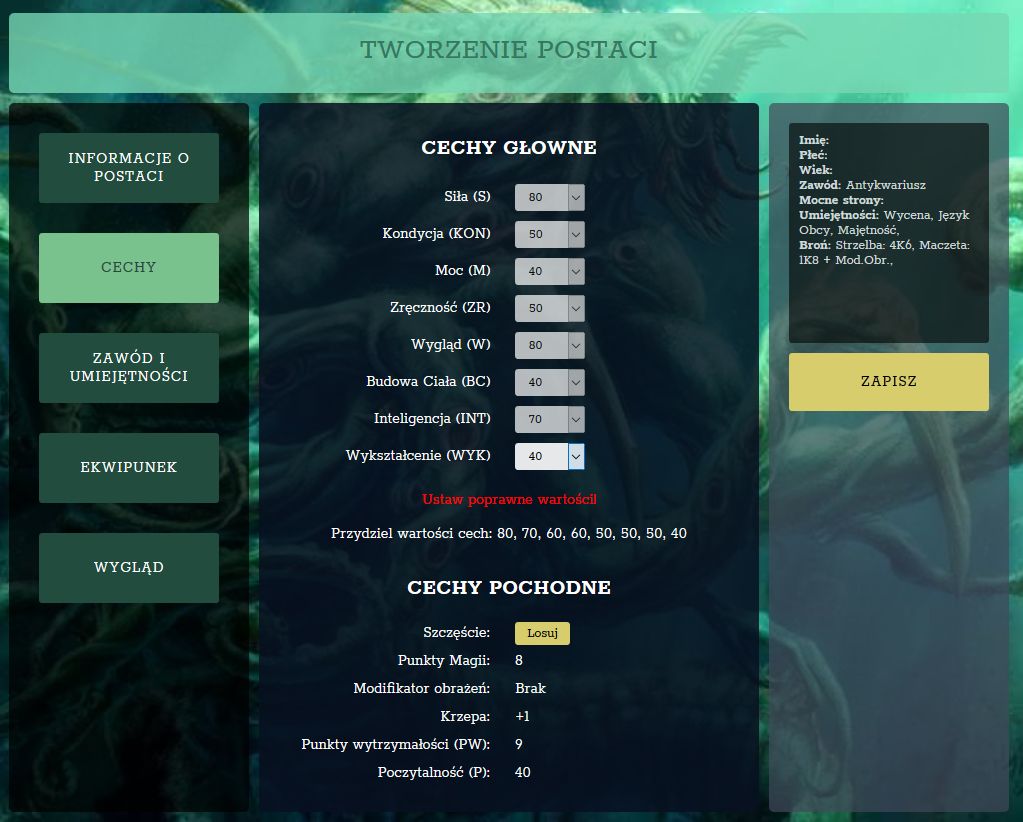 TWORZENIE POSTACI
INFORMACJE O
POSTACI
CECHY
ZAWÓD I
UMIEJĘTNOŚCI
EKWIPUNEK
WYGLĄD
CECHY GŁOWNE
Siła (S) 80
Kondycja (KON) 50
Moc (M) 40
Zręczność (ZR) 50
Wygląd (W) 80
Budowa Ciała (BC) 40
Inteligencja (INT) 70
Wykształcenie (WYK) 40
Ustaw poprawne wartości!
Przydziel wartości cech: 80, 70, 60, 60, 50, 50, 50, 40
CECHY POCHODNE
Szczęście: Losuj
Punkty Magii: 8
Modifikator obrażeń: Brak
Krzepa: +1
Punkty wytrzymałości (PW): 9
Poczytalność (P): 40
Imię:
Płeć:
Wiek:
Zawód: Antykwariusz
Mocne strony:
Umiejętności: Wycena, Język
Obcy, Majętność,
Broń: Strzelba: 4K6, Maczeta:
1K8 + Mod.Obr.,
ZAPISZ